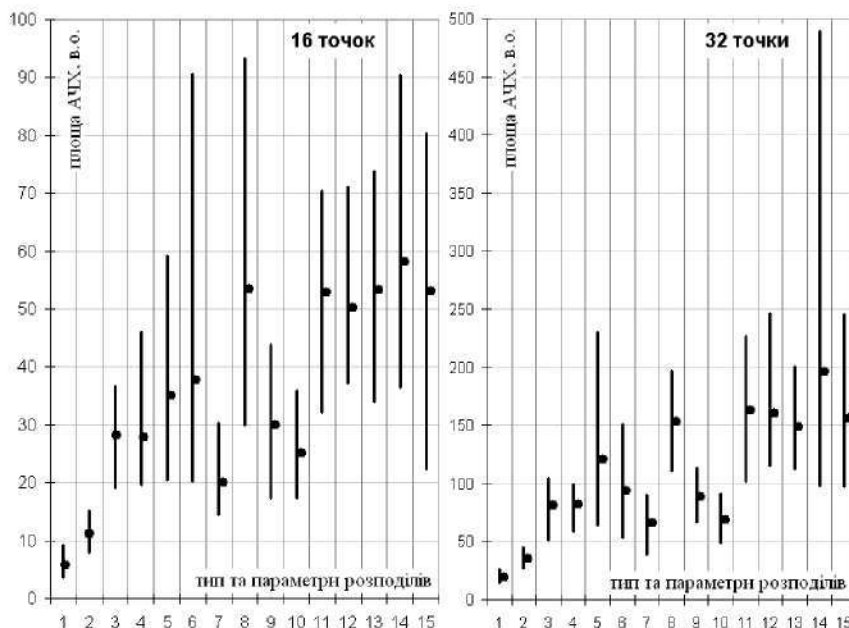 16 точок
площа АЧХ, в.о.
100
90
80
70
60
50
40
30
20
10
0
тип та параметри розподілів
1 2 3 4 5 6 7 8 9 10 11 12 13 14 15
32 точки
площа АЧХ, в.о.
500
450
400
350
300
250
200
150
100
50
0
тип та параметри розподілів
1 2 3 4 5 6 7 8 9 10 11 12 13 14 15